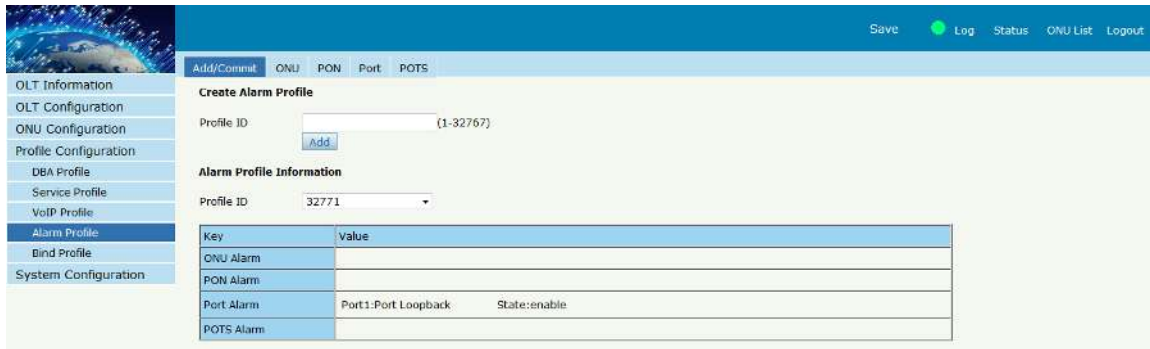 Save Log Status ONU List Logout
Add/Commit ONU PON Port POTS
OLT Information
OLT Configuration
ONU Configuration
Profile Configuration
DBA Profile
Service Profile
VoIP Profile
Alarm Profile
Bind Profile
System Configuration
Create Alarm Profile
Profile ID (1-32767)
Add
Alarm Profile Information
Profile ID 32771
Key Value
ONU Alarm
PON Alarm
Port Alarm Port1:Port Loopback State:enable
POTS Alarm